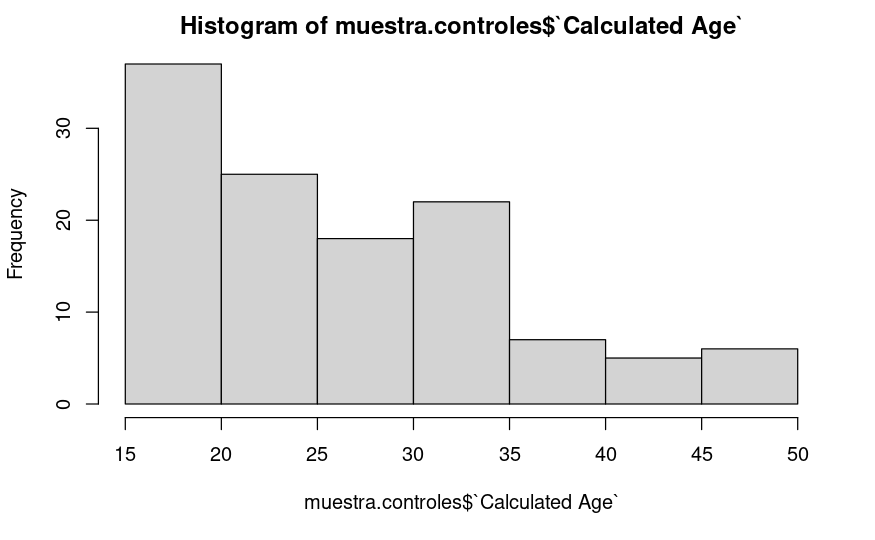 Histogram of muestra.controles$`Calculated Age`
Frequency
30
20
10
0
15 20 25 30 35 40 45 50
muestra.controles$`Calculated Age`